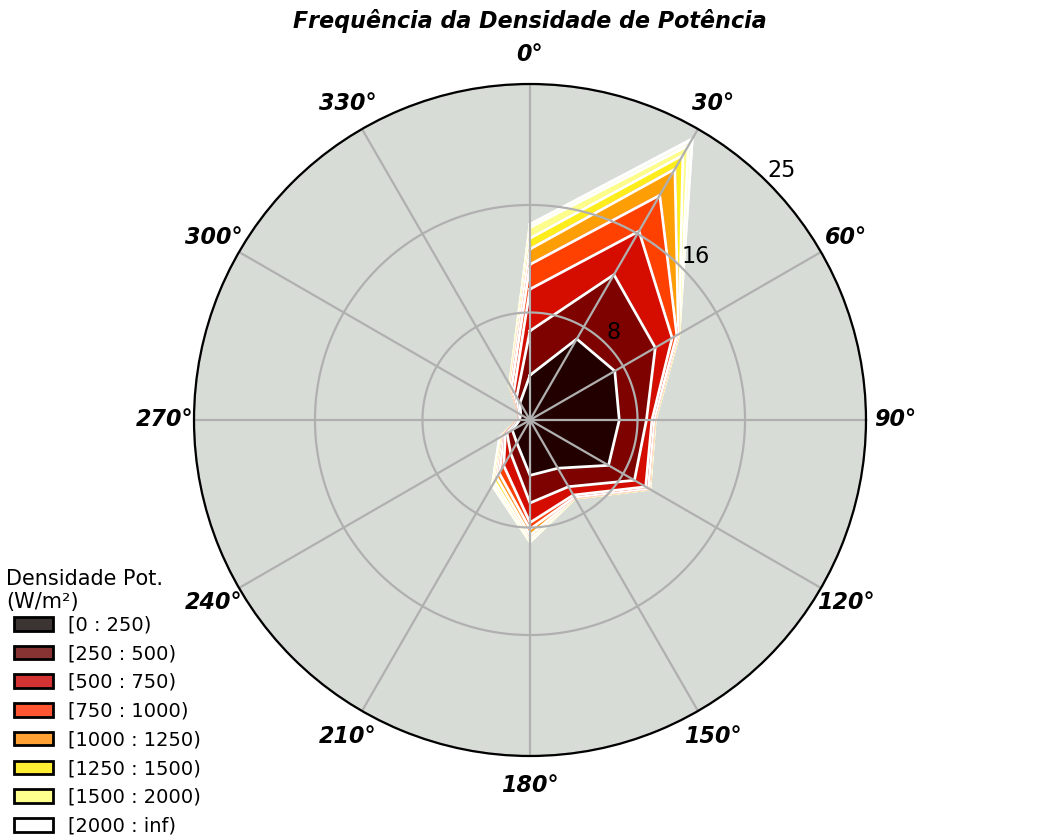 Frequência da Densidade de Potência
0°
330°
30°
25
300°
60°
16
8
270°
90°
Densidade Pot.
(W/m²)
240°
120°
[0 : 250)
[250 : 500)
[500 : 750)
[750 : 1000)
210°
150°
[1000 : 1250)
[1250 : 1500)
180°
[1500 : 2000)
[2000 : inf)